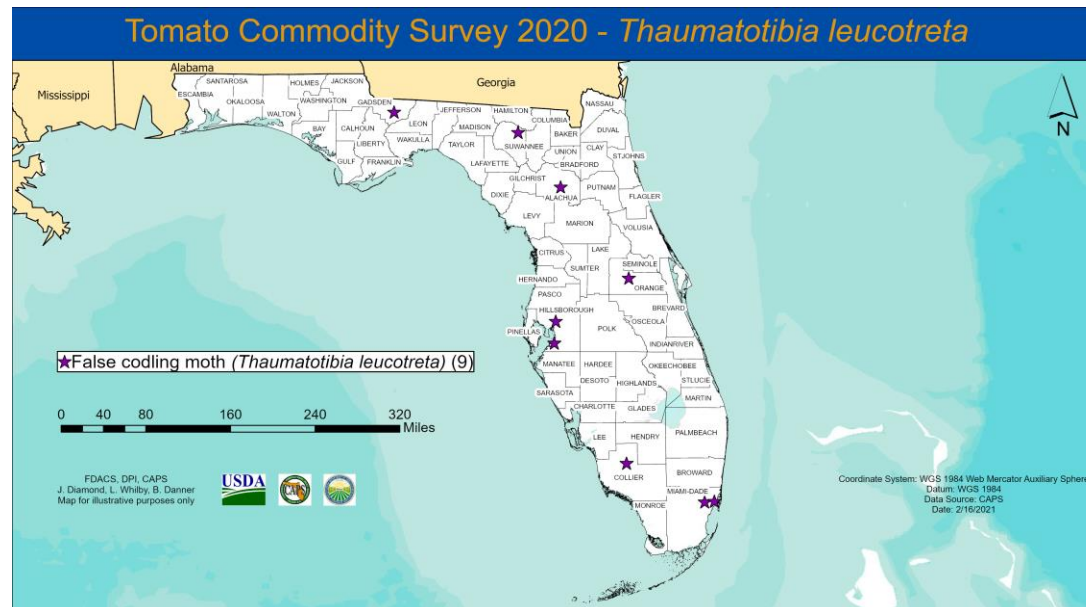 Tomato Commodity Survey 2020 - Thaumatotibia leucotreta
Alabama
Georgia
Mississippi
SANTAROSA
HOLMES
JACKSON
ESCAMBIA
OKALOOSA
WALTON
WASHINGTON
BAY
GADSDEN
CALHOUN
LIBERTY
GULF
FRANKLIN
LEON
WAKULLA
JEFFERSON
MADISON
TAYLOR
HAMILTON
SUWANNEE
LAFAYETTE
DIXIE
COLUMBIA
BAKER
NASSAU
DUVAL
UNION
CLAY
BRADFORD
STJOHNS
GILCHRIST
ALACHUA
PUTNAM
FLAGLER
LEVY
MARION
VOLUSIA
CITRUS
LAKE
SUMTER
SEMINOLE
HERNANDO
ORANGE
PASCO
BREVARD
HILLSBOROUGH
PINELLAS
POLK
OSCEOLA
INDIANRIVER
MANATEE
HARDEE
OKEECHOBEE
DESOTO
HIGHLANDS
STLUCIE
SARASOTA
MARTIN
CHARLOTTE
GLADES
LEE
HENDRY
PALMBEACH
COLLIER
BROWARD
MIAMI-DADE
MONROE
N
False codling moth (Thaumatotibia leucotreta) (9)
0 40 80 160 240 320
Miles
FDACS, DPI, CAPS
J. Diamond, L. Whilby, B. Danner
Map for illustrative purposes only
USDA
CAPS
Coordinate System: WGS 1984 Web Mercator Auxiliary Sphere
Datum: WGS 1984
Data Source: CAPS
Date: 2/16/2021